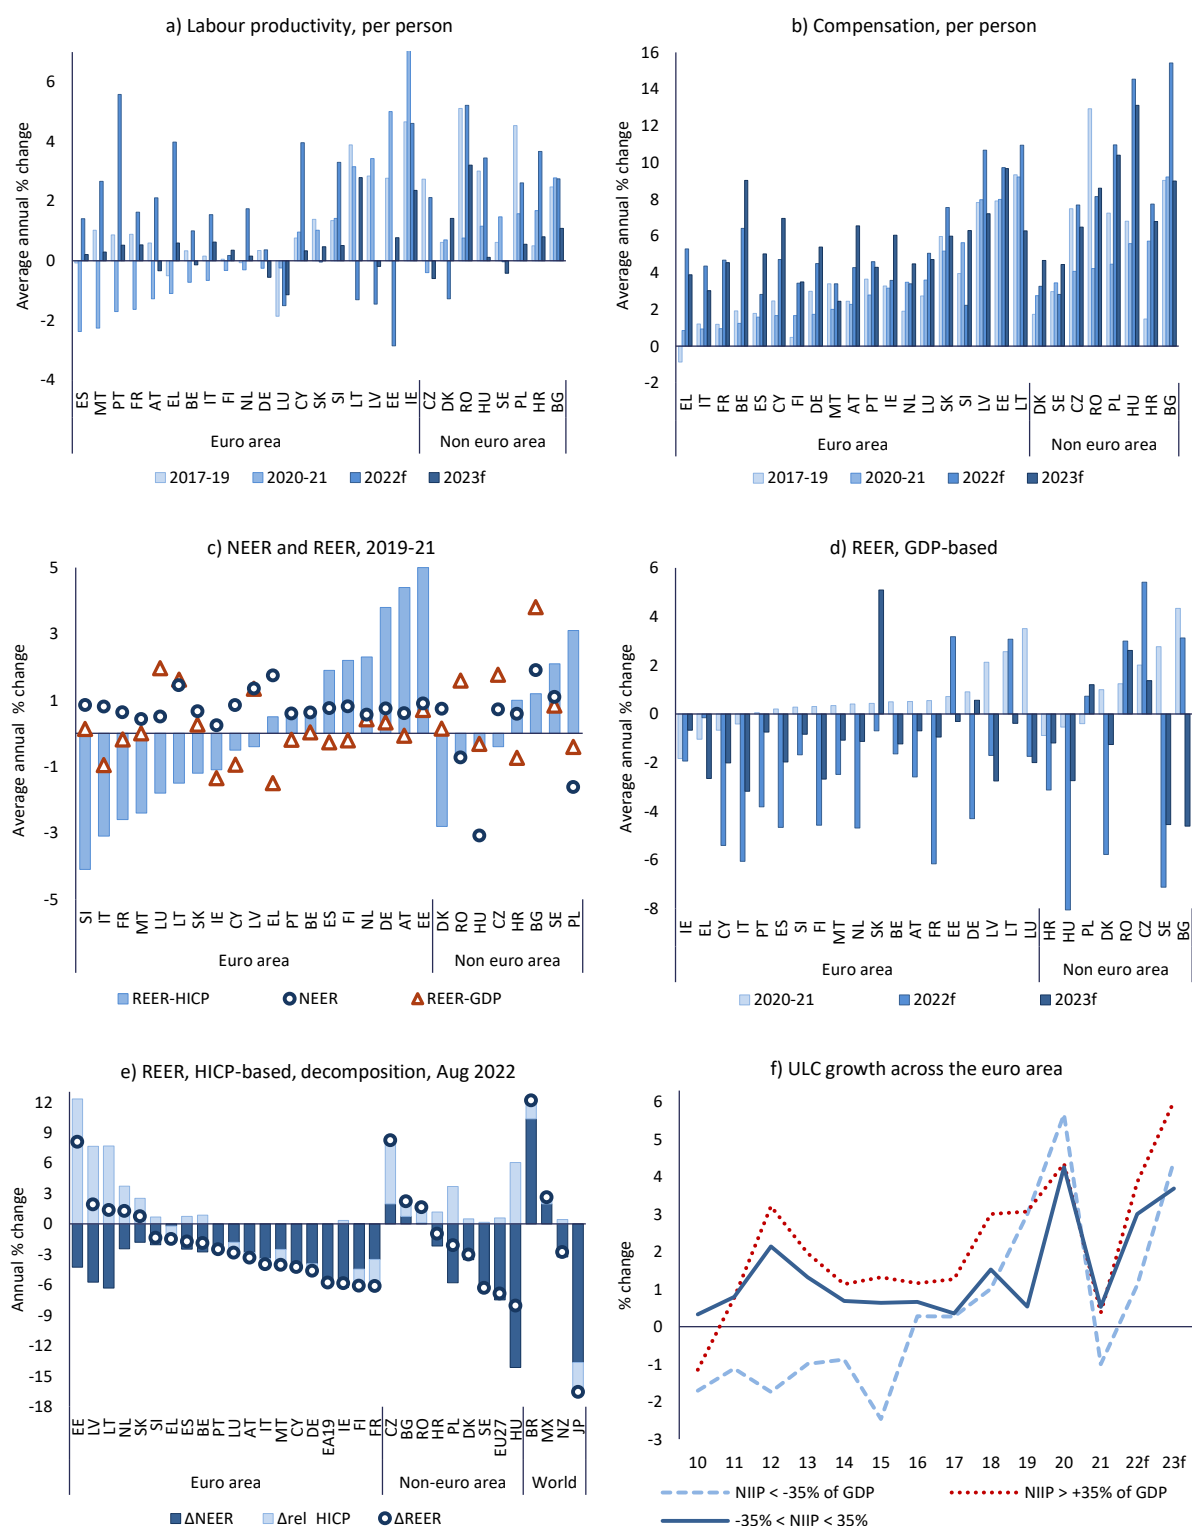 a) Labour productivity, per person
Average annual % change
6
4
2
0
-2
-4
ES MT PT FR AT EL BE IT FI NL DE LU CY SK SI LT LV EE IE CZ DK RO HU SE PL HR BG
Euro area Non euro area
2017-19 2020-21 2022f 2023f
b) Compensation, per person
Average annual % change
16
14
12
10
8
6
4
2
0
-2
EL IT FR BE ES CY FI DE MT AT PT IE NL LU SK SI LV EE LT DK SE CZ RO PL HU HR BG
Euro area Non euro area
2017-19 2020-21 2022f 2023f
c) NEER and REER, 2019-21
Average annual % change
5
3
1
-1
-3
-5
SI IT FR MT LU LT SK IE CY LV EL PT BE ES FI NL DE AT EE DK RO HU CZ HR BG SE PL
Euro area Non euro area
REER-HICP NEER REER-GDP
d) REER, GDP-based
Average annual % change
6
4
2
0
-2
-4
-6
-8
IE EL CY IT PT ES SI FI MT NL SK BE AT FR EE DE LV LT LU HR HU PL DK RO CZ SE BG
Euro area Non euro area
2020-21 2022f 2023f
e) REER, HICP-based, decomposition, Aug 2022
Annual % change
12
9
6
3
0
-3
-6
-9
-12
-15
-18
EE LV LT NL SK SI EL ES BE PT LU AT IT MT CY DE EA19 IE FI FR CZ BG RO HR PL DK SE EU27 HU BR MX NZ JP
Euro area Non-euro area World
ΔNEER Δrel_HICP ΔREER
f) ULC growth across the euro area
% change
6
5
4
3
2
1
0
-1
-2
-3
10 11 12 13 14 15 16 17 18 19 20 21 22f 23f
NIIP < -35% of GDP NIIP > +35% of GDP
-35% < NIIP < 35%